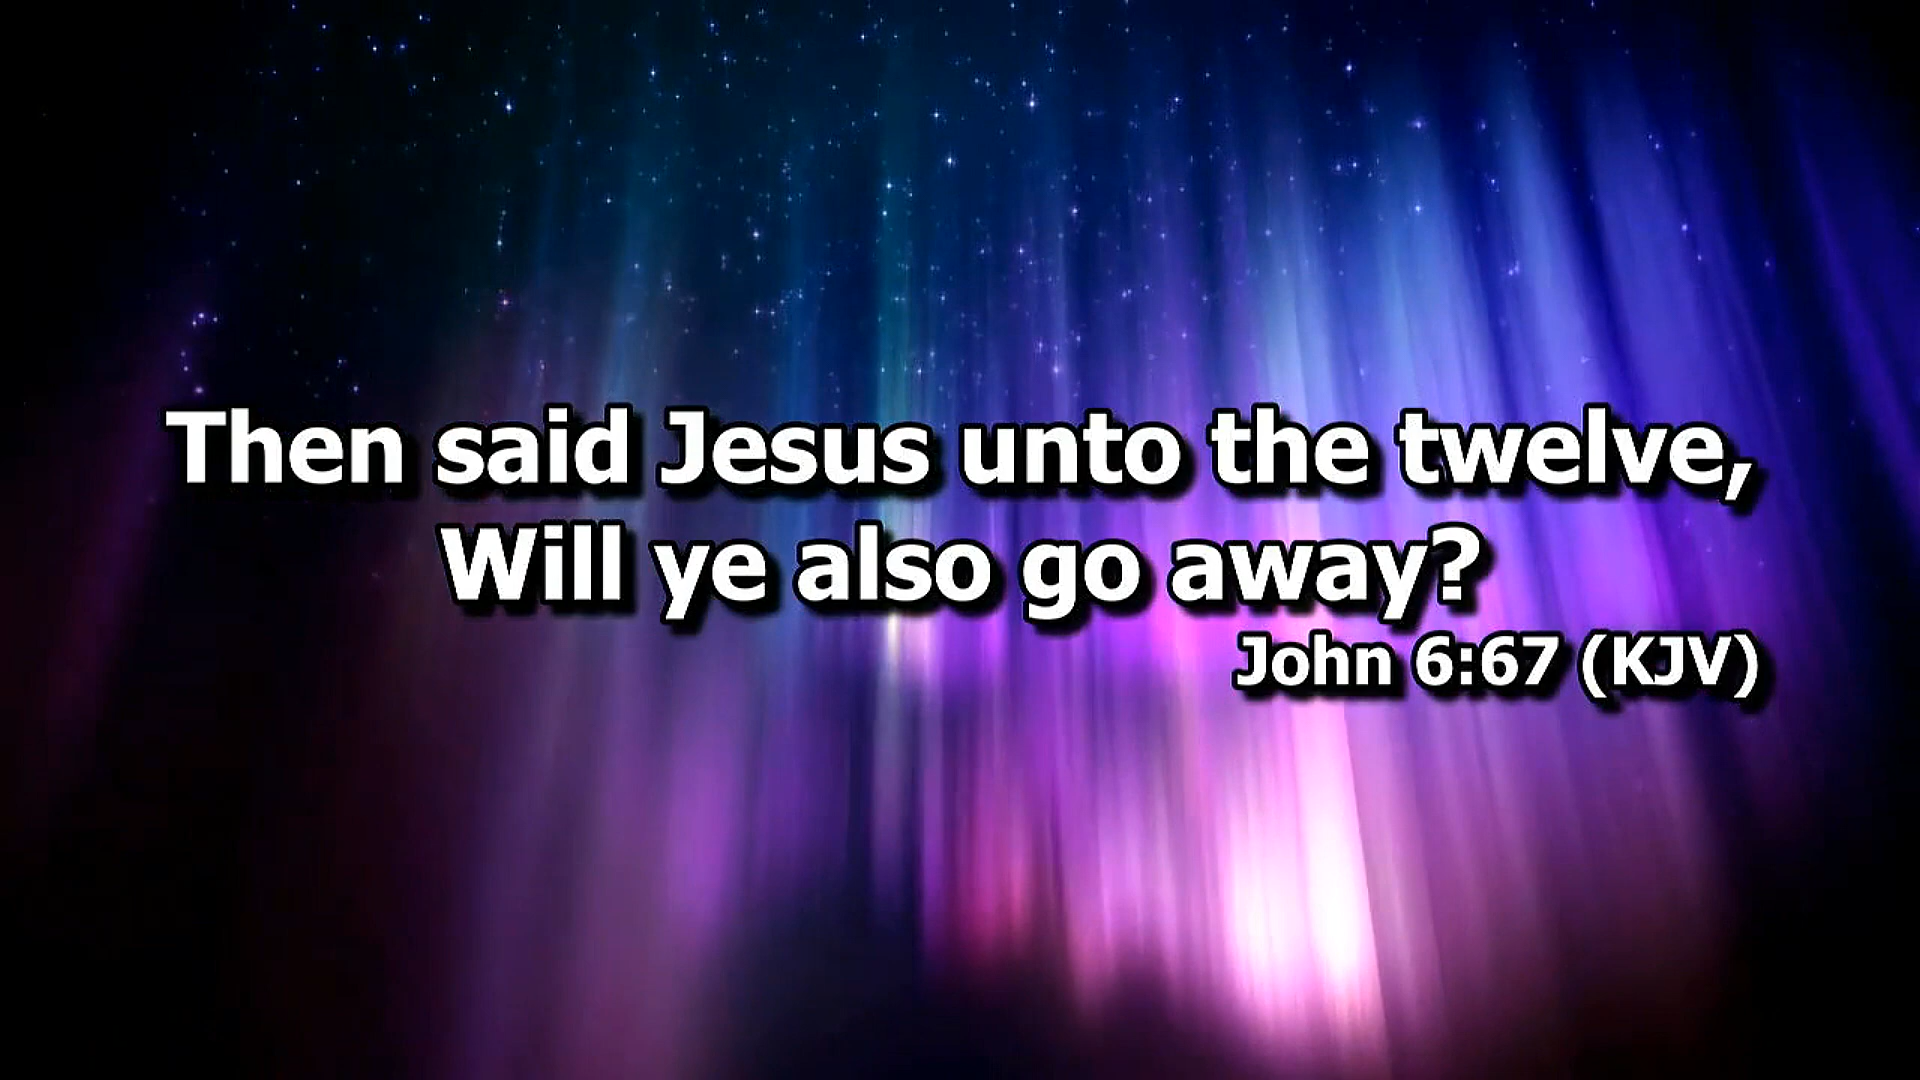 Then said Jesus unto the twelve,
Will ye also go away?
John 6:67 (KJV)